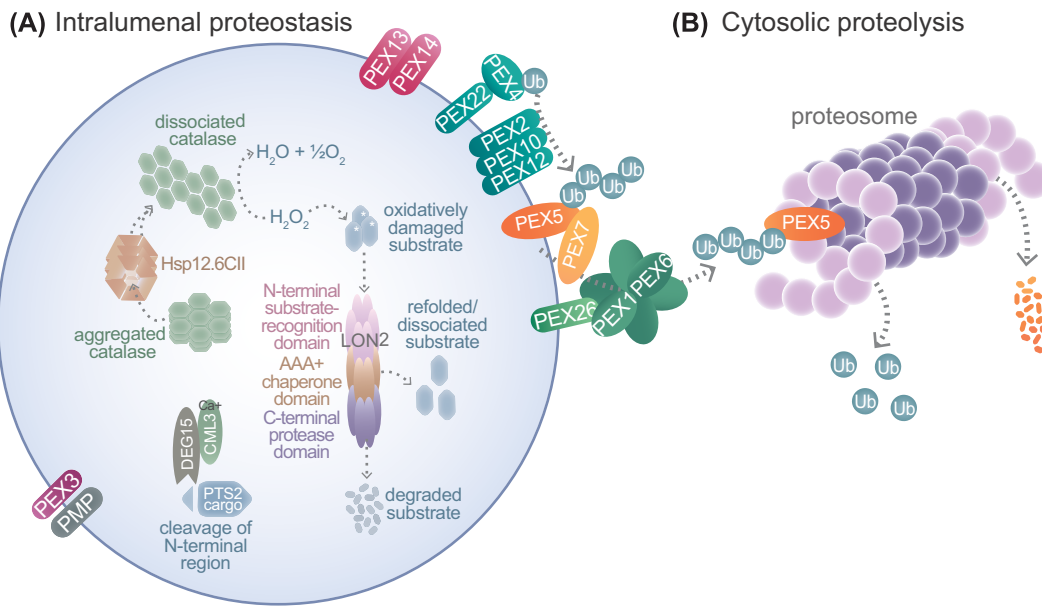 (A) Intralumenal proteostasis
(B) Cytosolic proteolysis
PEX13
PEX14
PEX4
Ub
PEX22
PEX2
PEX10
PEX12
Ub
Ub
Ub
Ub
PEX5
PEX7
PEX26
PEX1
PEX6
dissociated
catalase
H2O + ½O2
H2O2
oxidatively
damaged
substrate
*
*
*
Hsp12.6CII
aggregated
catalase
N-terminal
substrate-
recognition
domain
LON2
AAA+
chaperone
domain
C-terminal
protease
domain
refolded/
dissociated
substrate
degraded
substrate
Ca+
CML3
DEG15
PTS2
cargo
cleavage of
N-terminal
region
PEX3
PMP
proteosome
Ub
Ub
Ub
Ub
PEX5
Ub
Ub
Ub
Ub